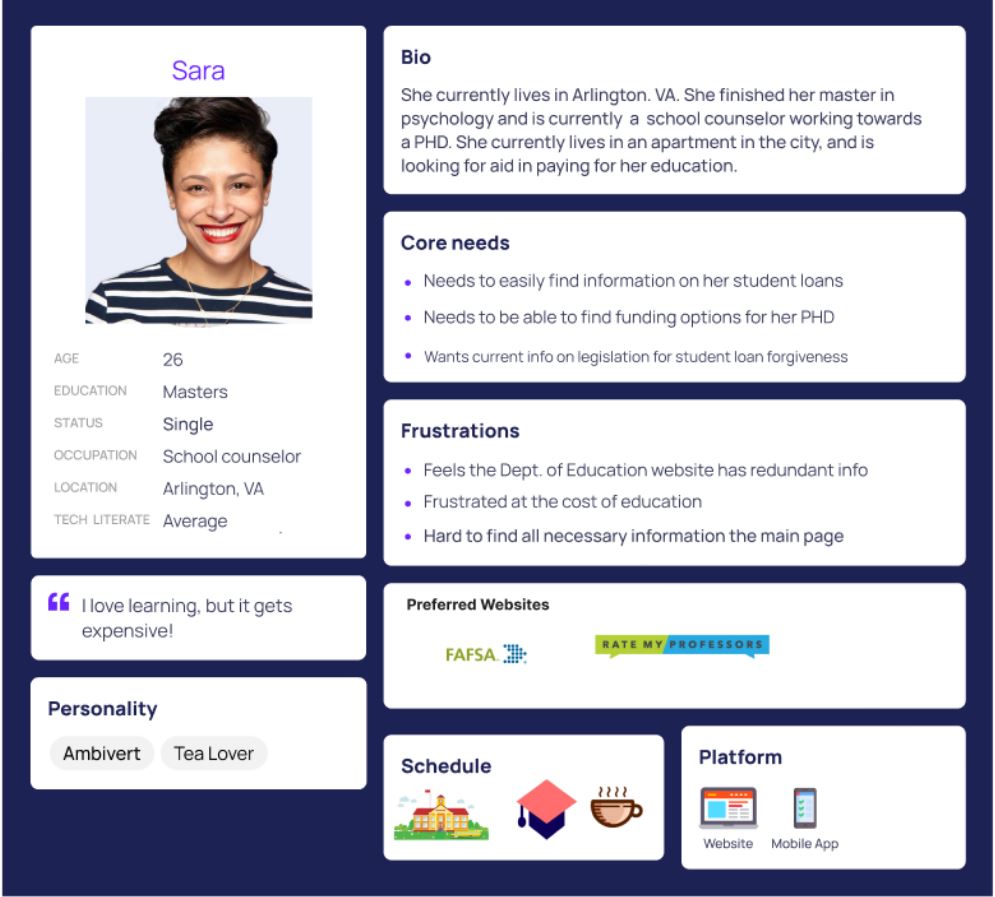 Sara
AGE 26
EDUCATION Masters
STATUS Single
OCCUPATION School counselor
LOCATION Arlington, VA
TECH LITERATE Average
I love learning, but it gets
expensive!
Personality
Ambivert Tea Lover
Bio
She currently lives in Arlington. VA. She finished her master in
psychology and is currently a school counselor working towards
a PHD. She currently lives in an apartment in the city, and is
looking for aid in paying for her education.
Core needs
• Needs to easily find information on her student loans
• Needs to be able to find funding options for her PHD
• Wants current info on legislation for student loan forgiveness
Frustrations
• Feels the Dept. of Education website has redundant info
• Frustrated at the cost of education
• Hard to find all necessary information the main page
Preferred Websites
FAFSA RATE MY PROFESSORS
Schedule
Platform
Website Mobile App